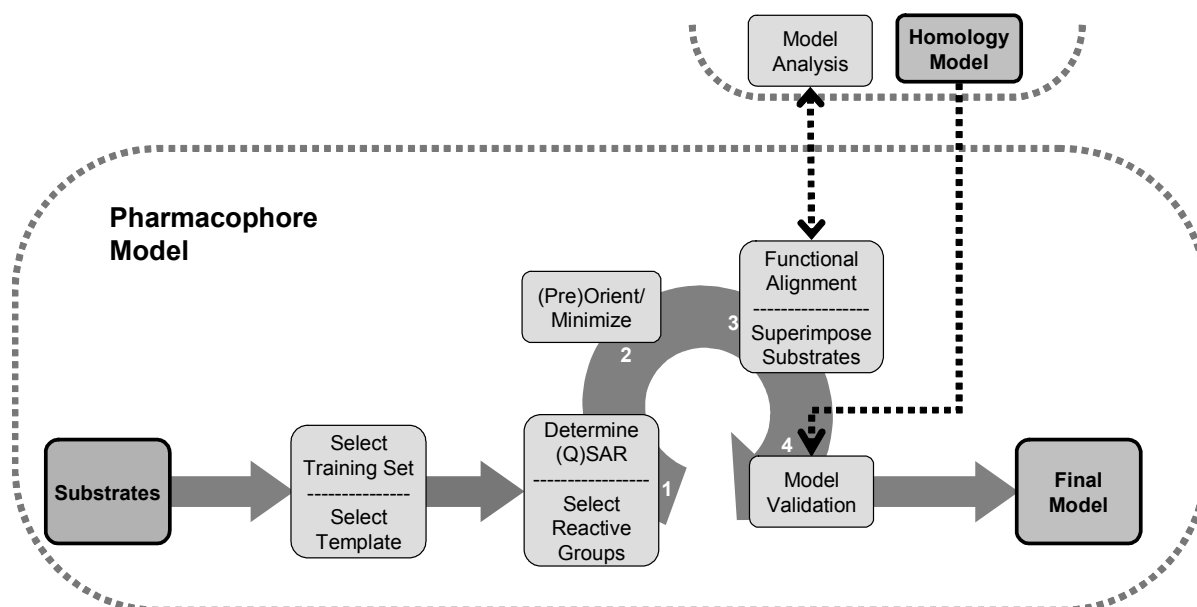 Model
Analysis
Homology
Model
Pharmacophore
Model
(Pre)Orient/
Minimize
2
3
Functional
Alignment
Superimpose
Substrates
Substrates
Select
Training Set
Select
Template
Determine
(Q)SAR
Select
Reactive
Groups
1
4
Model
Validation
Final
Model